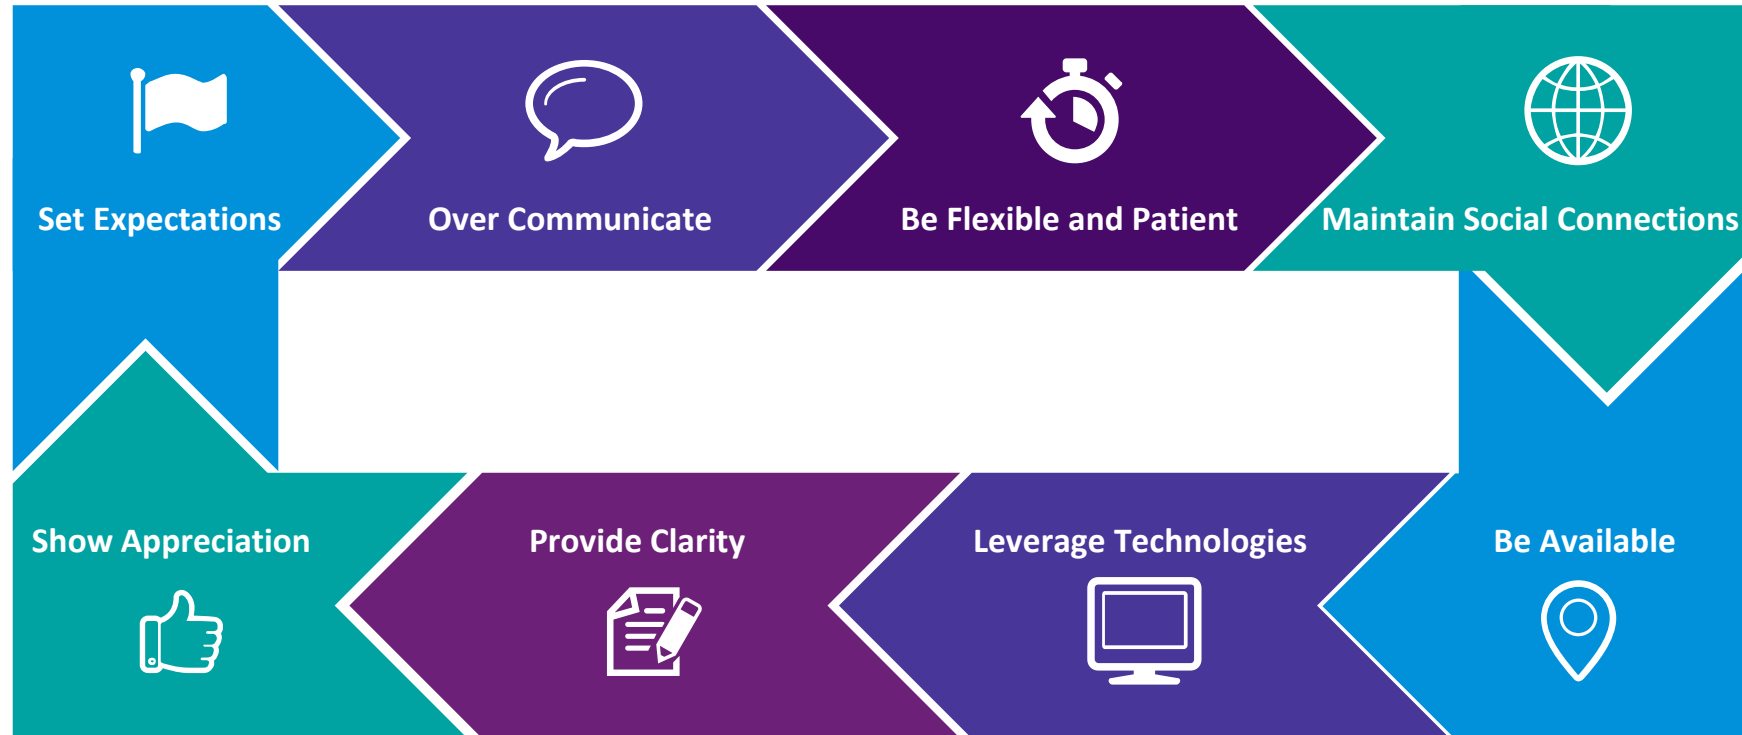 Set Expectations
Over Communicate
Be Flexible and Patient
Maintain Social Connections
Show Appreciation
Provide Clarity
Leverage Technologies
Be Available